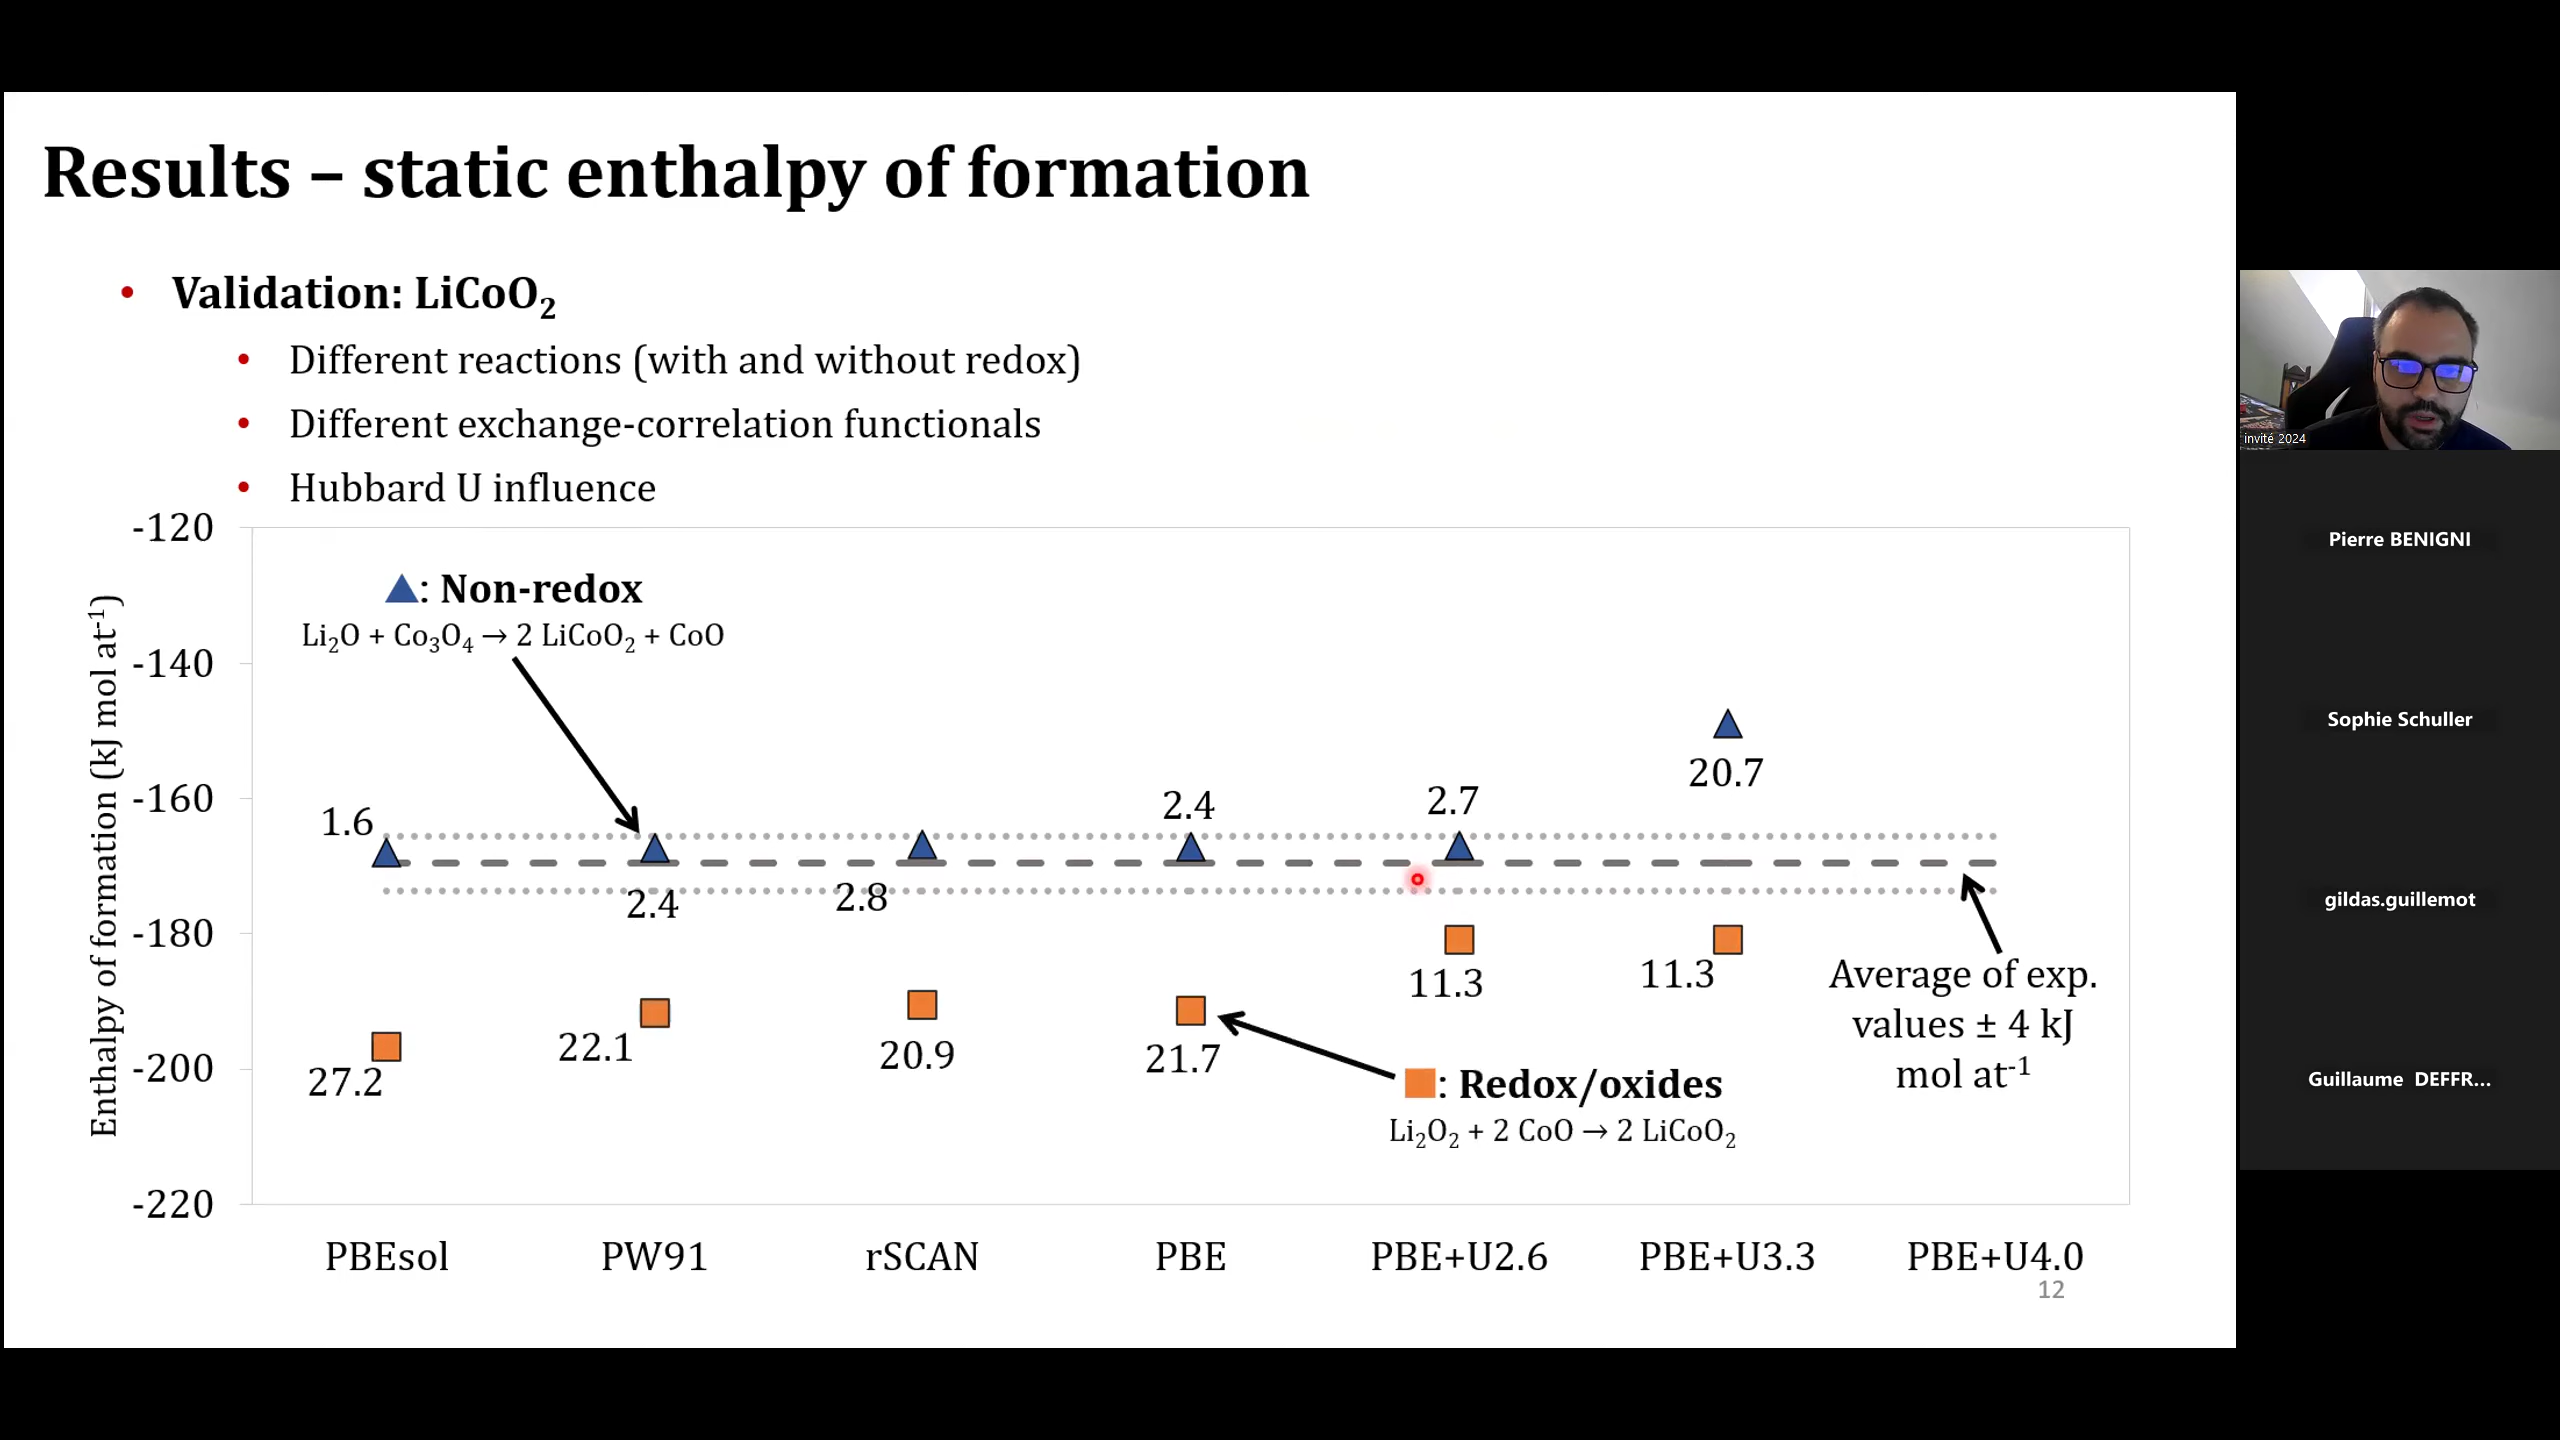 Results – static enthalpy of formation
• Validation: LiCoO₂
• Different reactions (with and without redox)
• Different exchange-correlation functionals
• Hubbard U influence
Enthalpy of formation (kJ mol at⁻¹)
-120
-140
-160
-180
-200
-220
▲: Non-redox
Li₂O + Co₃O₄ → 2 LiCoO₂ + CoO
1.6
2.4
2.8
2.4
2.7
20.7
27.2
22.1
20.9
21.7
11.3
11.3
Average of exp.
values ± 4 kJ
mol at⁻¹
■: Redox/oxides
Li₂O₂ + 2 CoO → 2 LiCoO₂
PBEsol
PW91
rSCAN
PBE
PBE+U2.6
PBE+U3.3
PBE+U4.0
12
invité 2024
Pierre BENIGNI
Sophie Schuller
gildas.guillemot
Guillaume DEFFR...